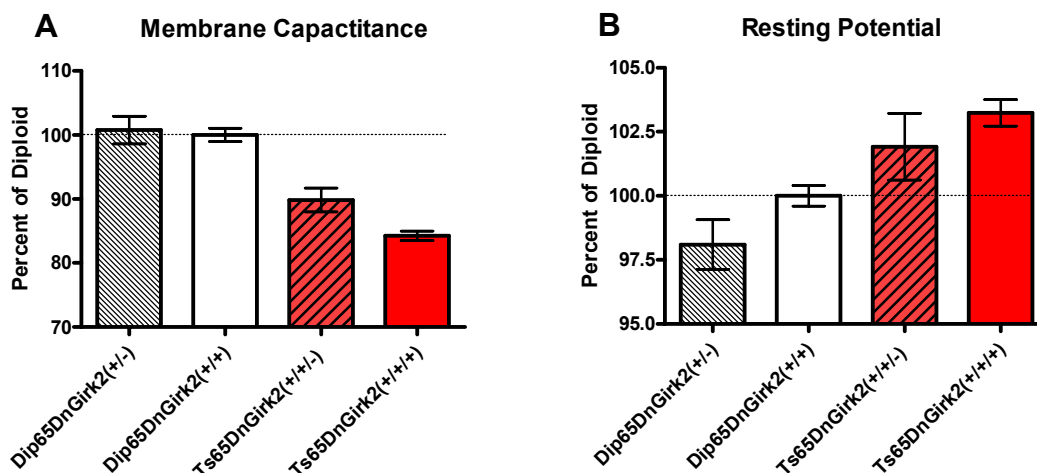 A
Membrane Capactitance
Percent of Diploid
110
100
90
80
70
Dip65DnGirk2(+/-)
Dip65DnGirk2(+/+)
Ts65DnGirk2(+/+/-)
Ts65DnGirk2(+/+/+)
B
Resting Potential
Percent of Diploid
105.0
102.5
100.0
97.5
95.0
Dip65DnGirk2(+/-)
Dip65DnGirk2(+/+)
Ts65DnGirk2(+/+/-)
Ts65DnGirk2(+/+/+)